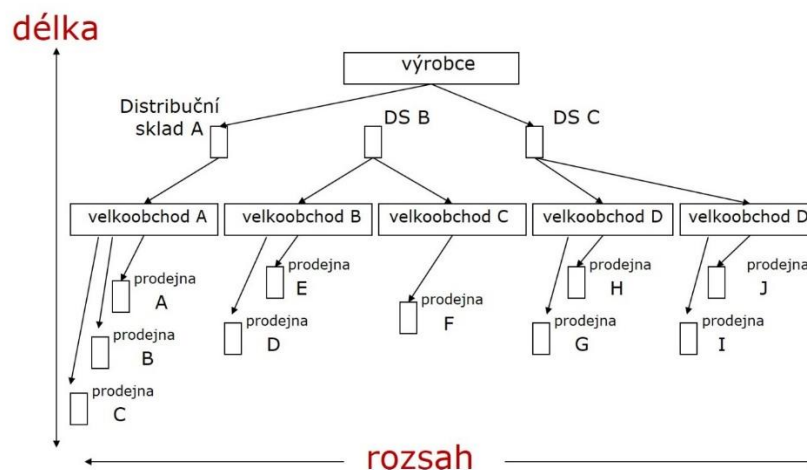 délka
výrobce
Distribuční
sklad A
DS B
DS C
velkoobchod A
velkoobchod B
velkoobchod C
velkoobchod D
velkoobchod D
prodejna
A
prodejna
E
prodejna
H
prodejna
J
prodejna
B
prodejna
D
prodejna
F
prodejna
G
prodejna
I
prodejna
C
rozsah